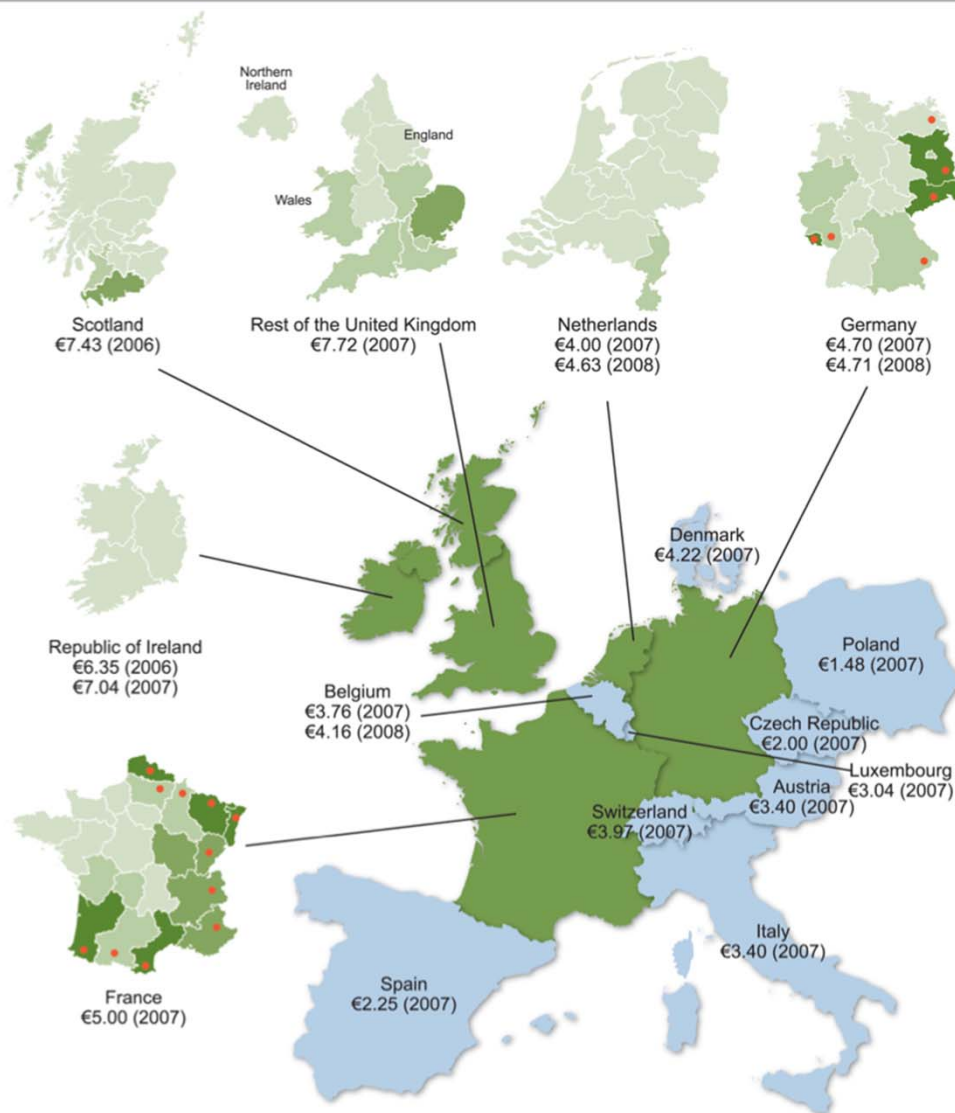 Northern
Ireland
England
Wales
Scotland
€7.43 (2006)
Rest of the United Kingdom
€7.72 (2007)
Netherlands
€4.00 (2007)
€4.63 (2008)
Germany
€4.70 (2007)
€4.71 (2008)
Republic of Ireland
€6.35 (2006)
€7.04 (2007)
Denmark
€4.22 (2007)
Poland
€1.48 (2007)
Belgium
€3.76 (2007)
€4.16 (2008)
Czech Republic
€2.00 (2007)
Luxembourg
€3.04 (2007)
Austria
€3.40 (2007)
Switzerland
€3.97 (2007)
Italy
€3.40 (2007)
Spain
€2.25 (2007)
France
€5.00 (2007)